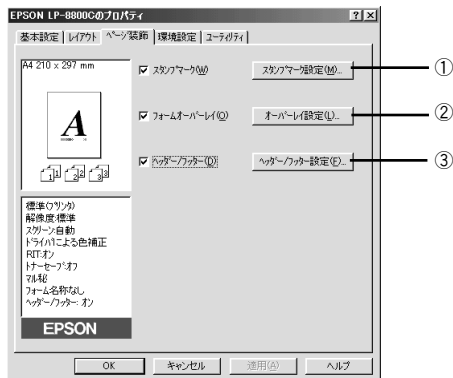 EPSON LP-8800Cのプロパティ
基本設定 レイアウト ページ装飾 環境設定 ユーティリティ
A4 210 x 297 mm
スタンプマーク(W)
スタンプマーク設定(M)...
①
フォームオーバーレイ(O)
オーバーレイ設定(L)...
②
ヘッダー/フッター(D)
ヘッダー/フッター設定(E)...
③
A
1 1 2 2 3 3
標準(プリンタ)
解像度:標準
スクリーン:自動
ドライバによる色補正
RIT:オン
トナーセーブ:オフ
マル秘
フォーム名称なし
ヘッダー/フッター: オン
EPSON
OK キャンセル 適用(A) ヘルプ